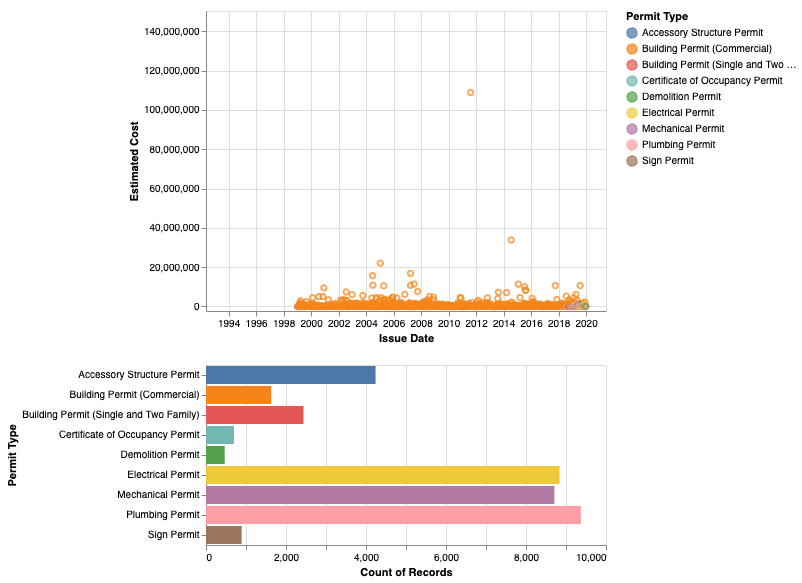 Permit Type
Accessory Structure Permit
Building Permit (Commercial)
Building Permit (Single and Two ...
Certificate of Occupancy Permit
Demolition Permit
Electrical Permit
Mechanical Permit
Plumbing Permit
Sign Permit
Estimated Cost
140,000,000
120,000,000
100,000,000
80,000,000
60,000,000
40,000,000
20,000,000
0
1994 1996 1998 2000 2002 2004 2006 2008 2010 2012 2014 2016 2018 2020
Issue Date
Permit Type
Accessory Structure Permit
Building Permit (Commercial)
Building Permit (Single and Two Family)
Certificate of Occupancy Permit
Demolition Permit
Electrical Permit
Mechanical Permit
Plumbing Permit
Sign Permit
0 2,000 4,000 6,000 8,000 10,000
Count of Records